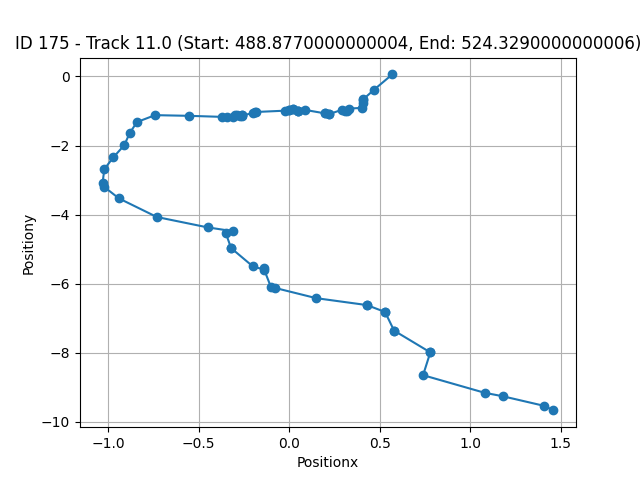 ID 175 - Track 11.0 (Start: 488.8770000000004, End: 524.3290000000006)
0
−2
−4
−6
−8
−10
Positiony
−1.0 −0.5 0.0 0.5 1.0 1.5
Positionx